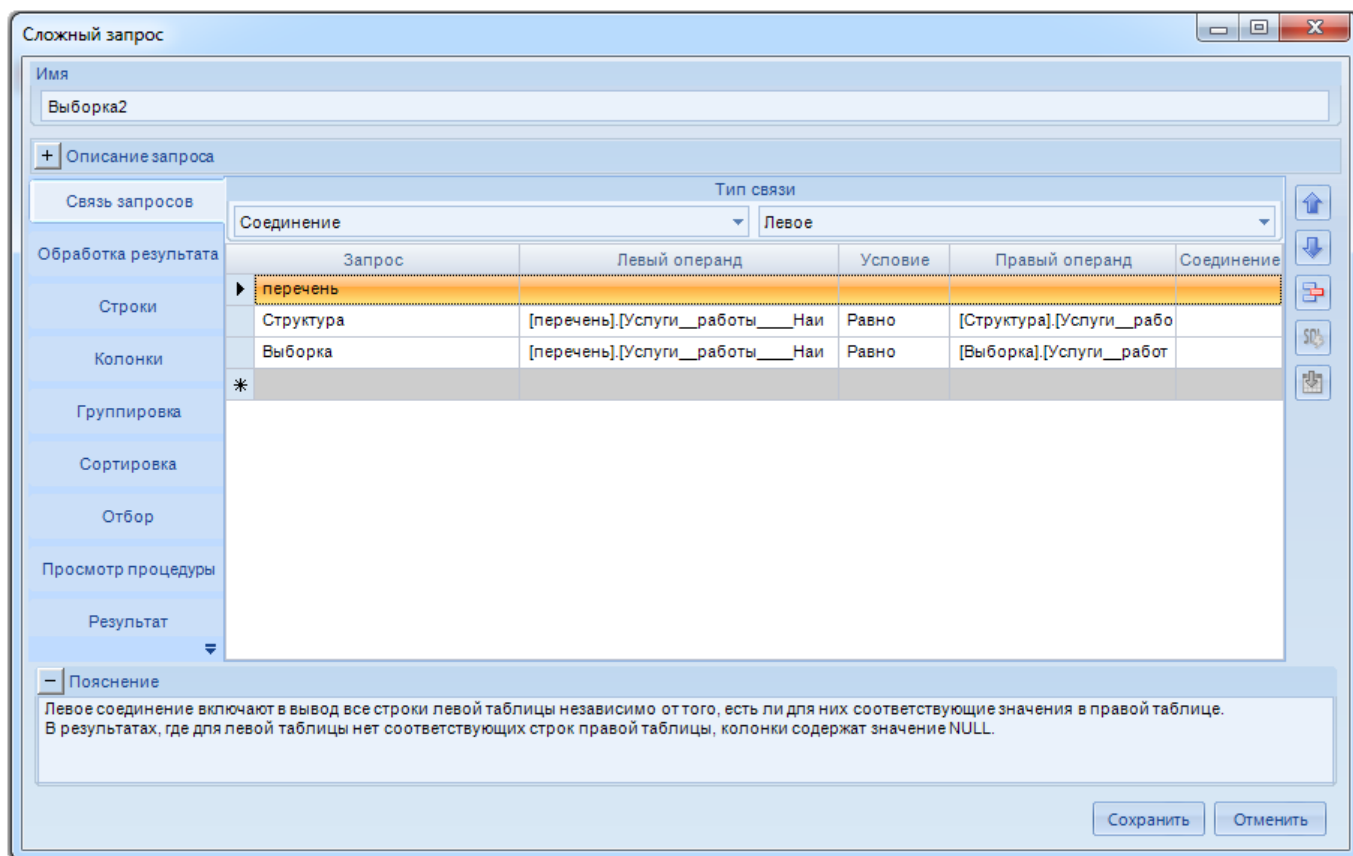 Сложный запрос
Имя
Выборка2
+ Описание запроса
Связь запросов
Обработка результата
Строки
Колонки
Группировка
Сортировка
Отбор
Просмотр процедуры
Результат
Тип связи
Соединение Левое
Запрос Левый операнд Условие Правый операнд Соединение
перечень
Структура [перечень].[Услуги__работы____Наи Равно [Структура].[Услуги__рабо
Выборка [перечень].[Услуги__работы____Наи Равно [Выборка].[Услуги__работ
SQL
– Пояснение
Левое соединение включают в вывод все строки левой таблицы независимо от того, есть ли для них соответствующие значения в правой таблице.
В результатах, где для левой таблицы нет соответствующих строк правой таблицы, колонки содержат значение NULL.
Сохранить Отменить